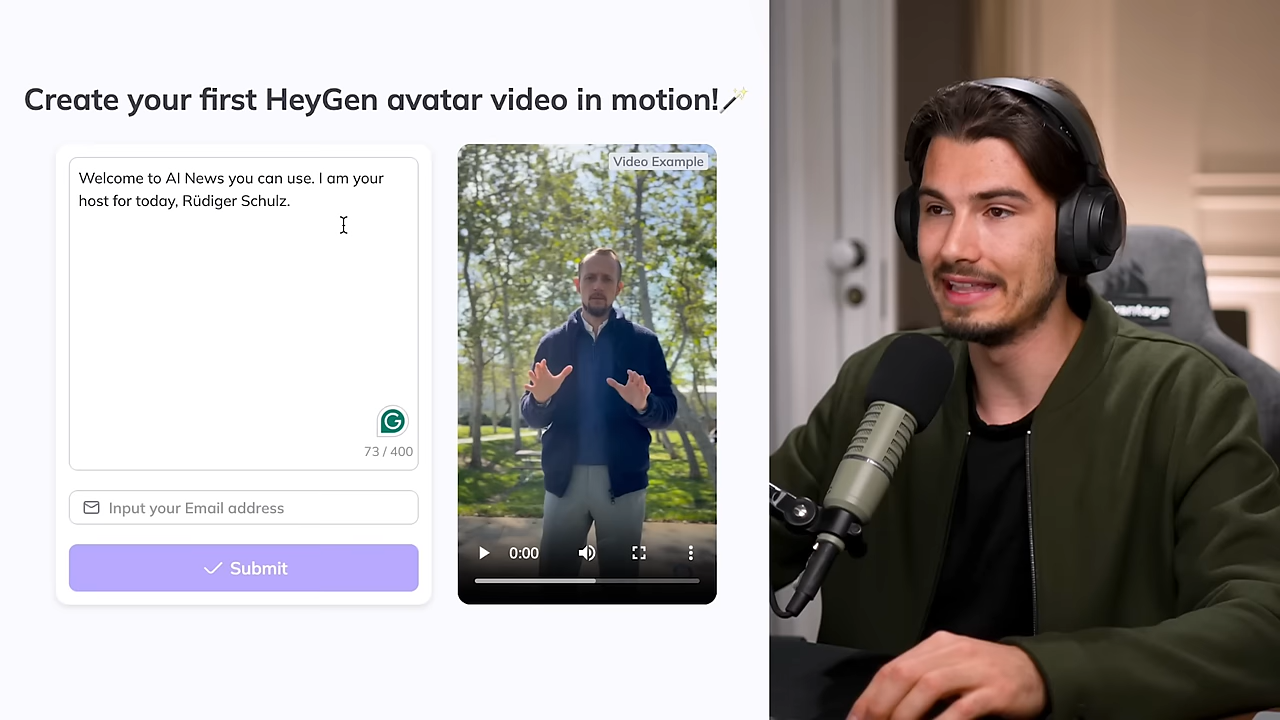 Create your first HeyGen avatar video in motion!
Welcome to AI News you can use. I am your
host for today, Rüdiger Schulz.
73 / 400
Input your Email address
Submit
Video Example
0:00